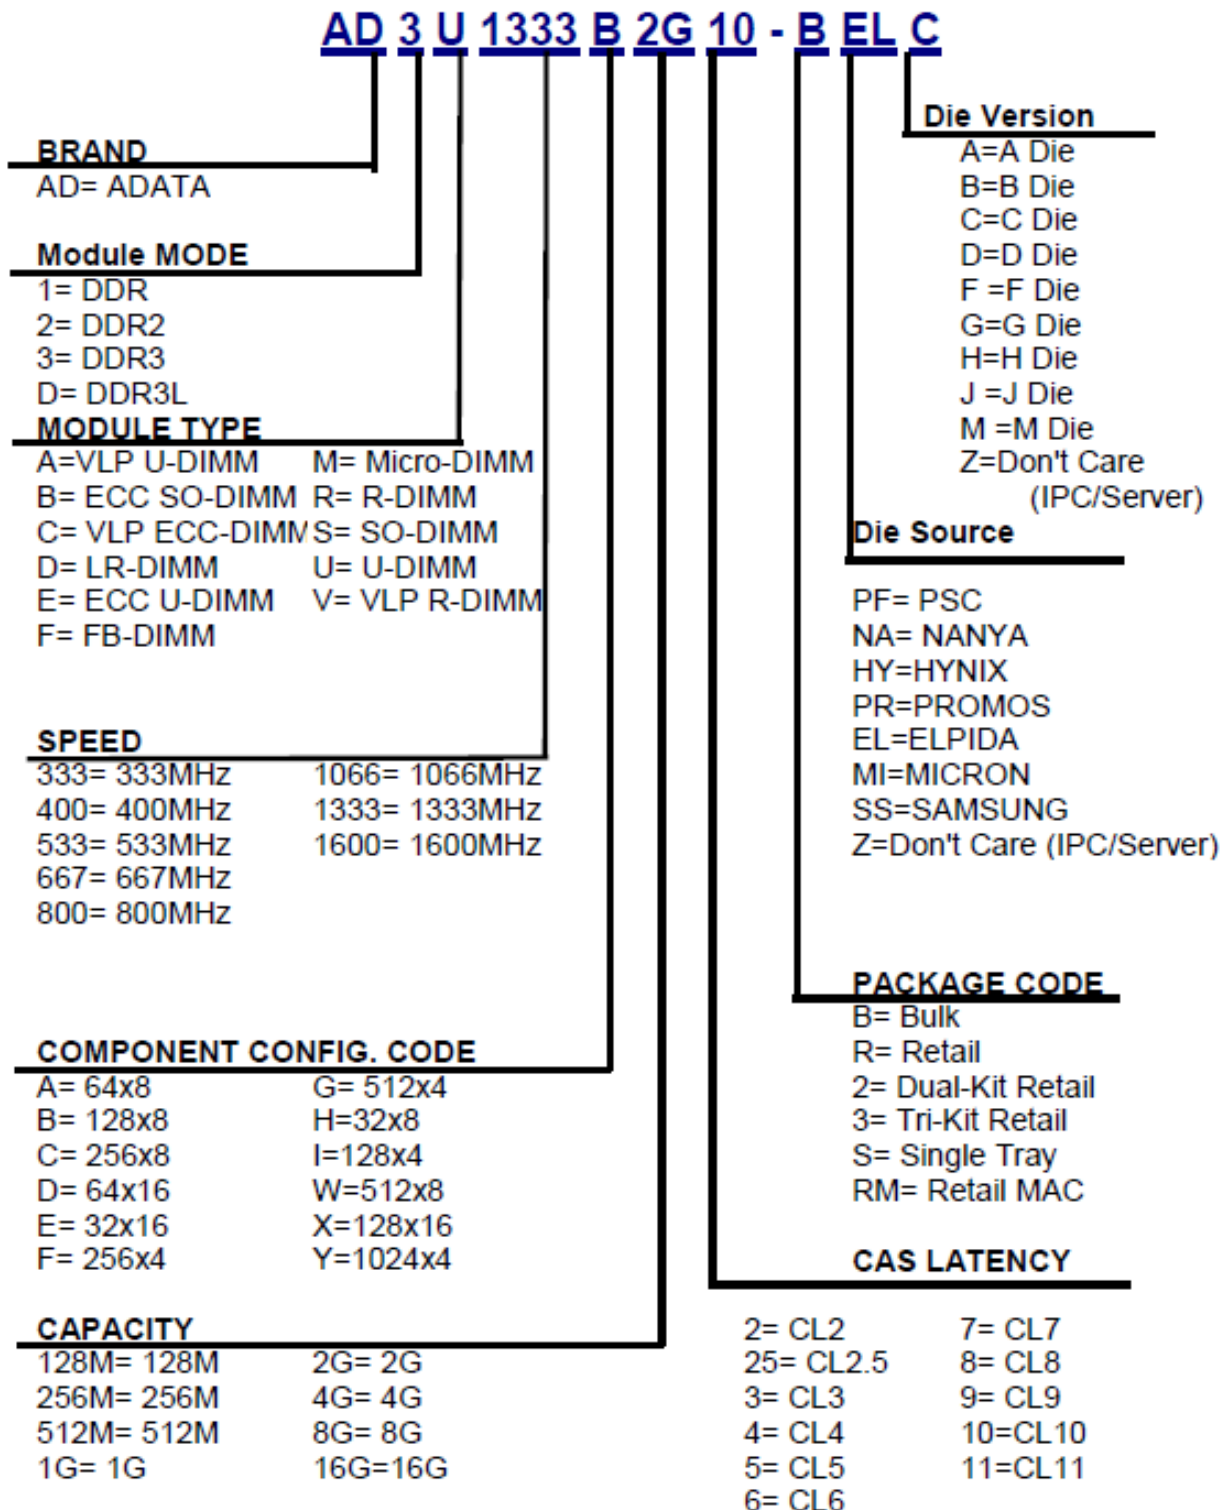 AD 3 U 1333 B 2G 10 - B EL C
BRAND
AD= ADATA
Module MODE
1= DDR
2= DDR2
3= DDR3
D= DDR3L
MODULE TYPE
A=VLP U-DIMM M= Micro-DIMM
B= ECC SO-DIMM R= R-DIMM
C= VLP ECC-DIMM S= SO-DIMM
D= LR-DIMM U= U-DIMM
E= ECC U-DIMM V= VLP R-DIMM
F= FB-DIMM
SPEED
333= 333MHz 1066= 1066MHz
400= 400MHz 1333= 1333MHz
533= 533MHz 1600= 1600MHz
667= 667MHz
800= 800MHz
COMPONENT CONFIG. CODE
A= 64x8 G= 512x4
B= 128x8 H=32x8
C= 256x8 I=128x4
D= 64x16 W=512x8
E= 32x16 X=128x16
F= 256x4 Y=1024x4
CAPACITY
128M= 128M 2G= 2G
256M= 256M 4G= 4G
512M= 512M 8G= 8G
1G= 1G 16G=16G
Die Version
A=A Die
B=B Die
C=C Die
D=D Die
F =F Die
G=G Die
H=H Die
J =J Die
M =M Die
Z=Don't Care
(IPC/Server)
Die Source
PF= PSC
NA= NANYA
HY=HYNIX
PR=PROMOS
EL=ELPIDA
MI=MICRON
SS=SAMSUNG
Z=Don't Care (IPC/Server)
PACKAGE CODE
B= Bulk
R= Retail
2= Dual-Kit Retail
3= Tri-Kit Retail
S= Single Tray
RM= Retail MAC
CAS LATENCY
2= CL2 7= CL7
25= CL2.5 8= CL8
3= CL3 9= CL9
4= CL4 10=CL10
5= CL5 11=CL11
6= CL6